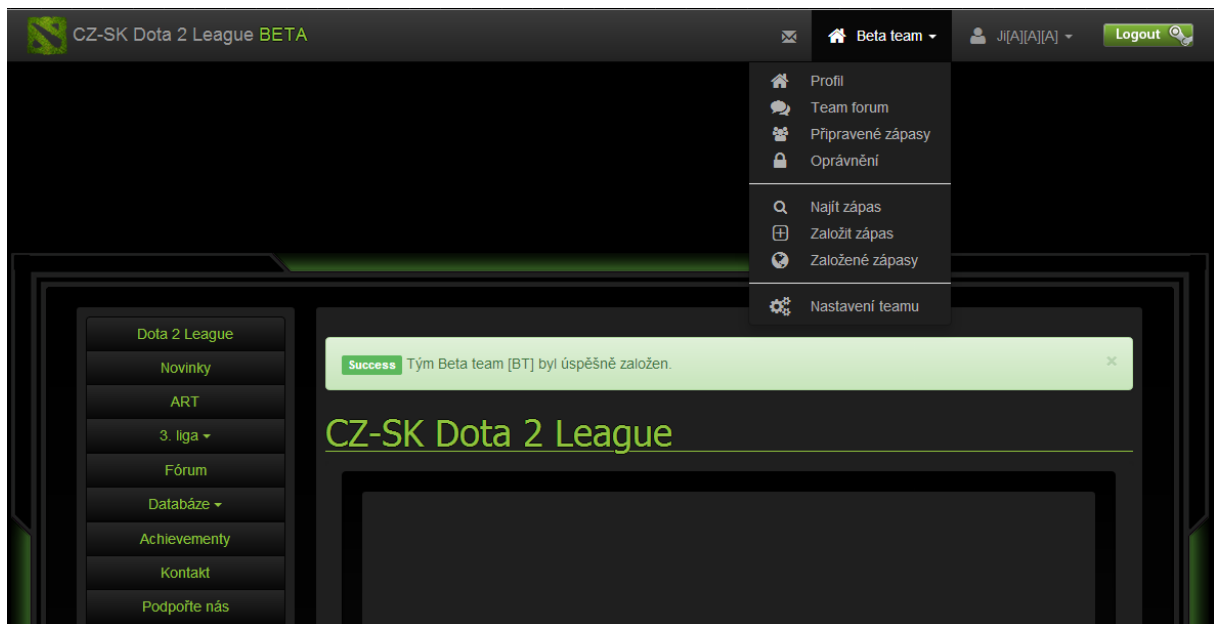 CZ-SK Dota 2 League BETA
Beta team
Ji[A][A][A]
Logout
Profil
Team forum
Připravené zápasy
Oprávnění
Najít zápas
Založit zápas
Založené zápasy
Nastavení teamu
Dota 2 League
Novinky
ART
3. liga
Fórum
Databáze
Achievementy
Kontakt
Podpořte nás
Success Tým Beta team [BT] byl úspěšně založen.
×
CZ-SK Dota 2 League